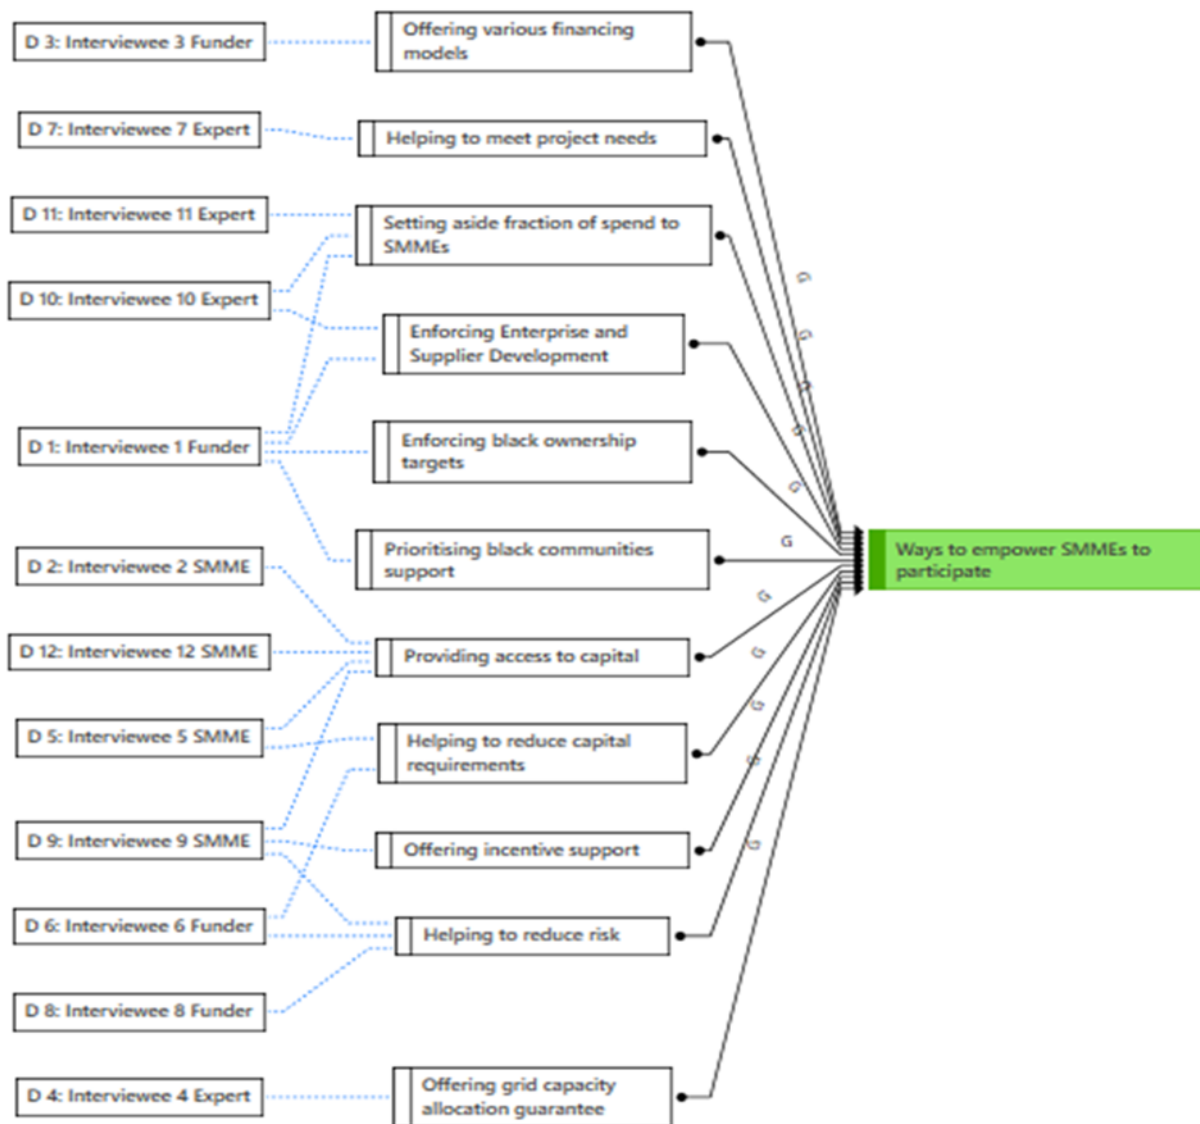 D 3: Interviewee 3 Funder
Offering various financing
models
D 7: Interviewee 7 Expert
Helping to meet project needs
D 11: Interviewee 11 Expert
Setting aside fraction of spend to
SMMEs
D 10: Interviewee 10 Expert
Enforcing Enterprise and
Supplier Development
D 1: Interviewee 1 Funder
Enforcing black ownership
targets
Prioritising black communities
support
D 2: Interviewee 2 SMME
D 12: Interviewee 12 SMME
Providing access to capital
D 5: Interviewee 5 SMME
Helping to reduce capital
requirements
D 9: Interviewee 9 SMME
Offering incentive support
D 6: Interviewee 6 Funder
Helping to reduce risk
D 8: Interviewee 8 Funder
D 4: Interviewee 4 Expert
Offering grid capacity
allocation guarantee
G
G
G
G
G
G
G
G
G
G
G
Ways to empower SMMEs to
participate